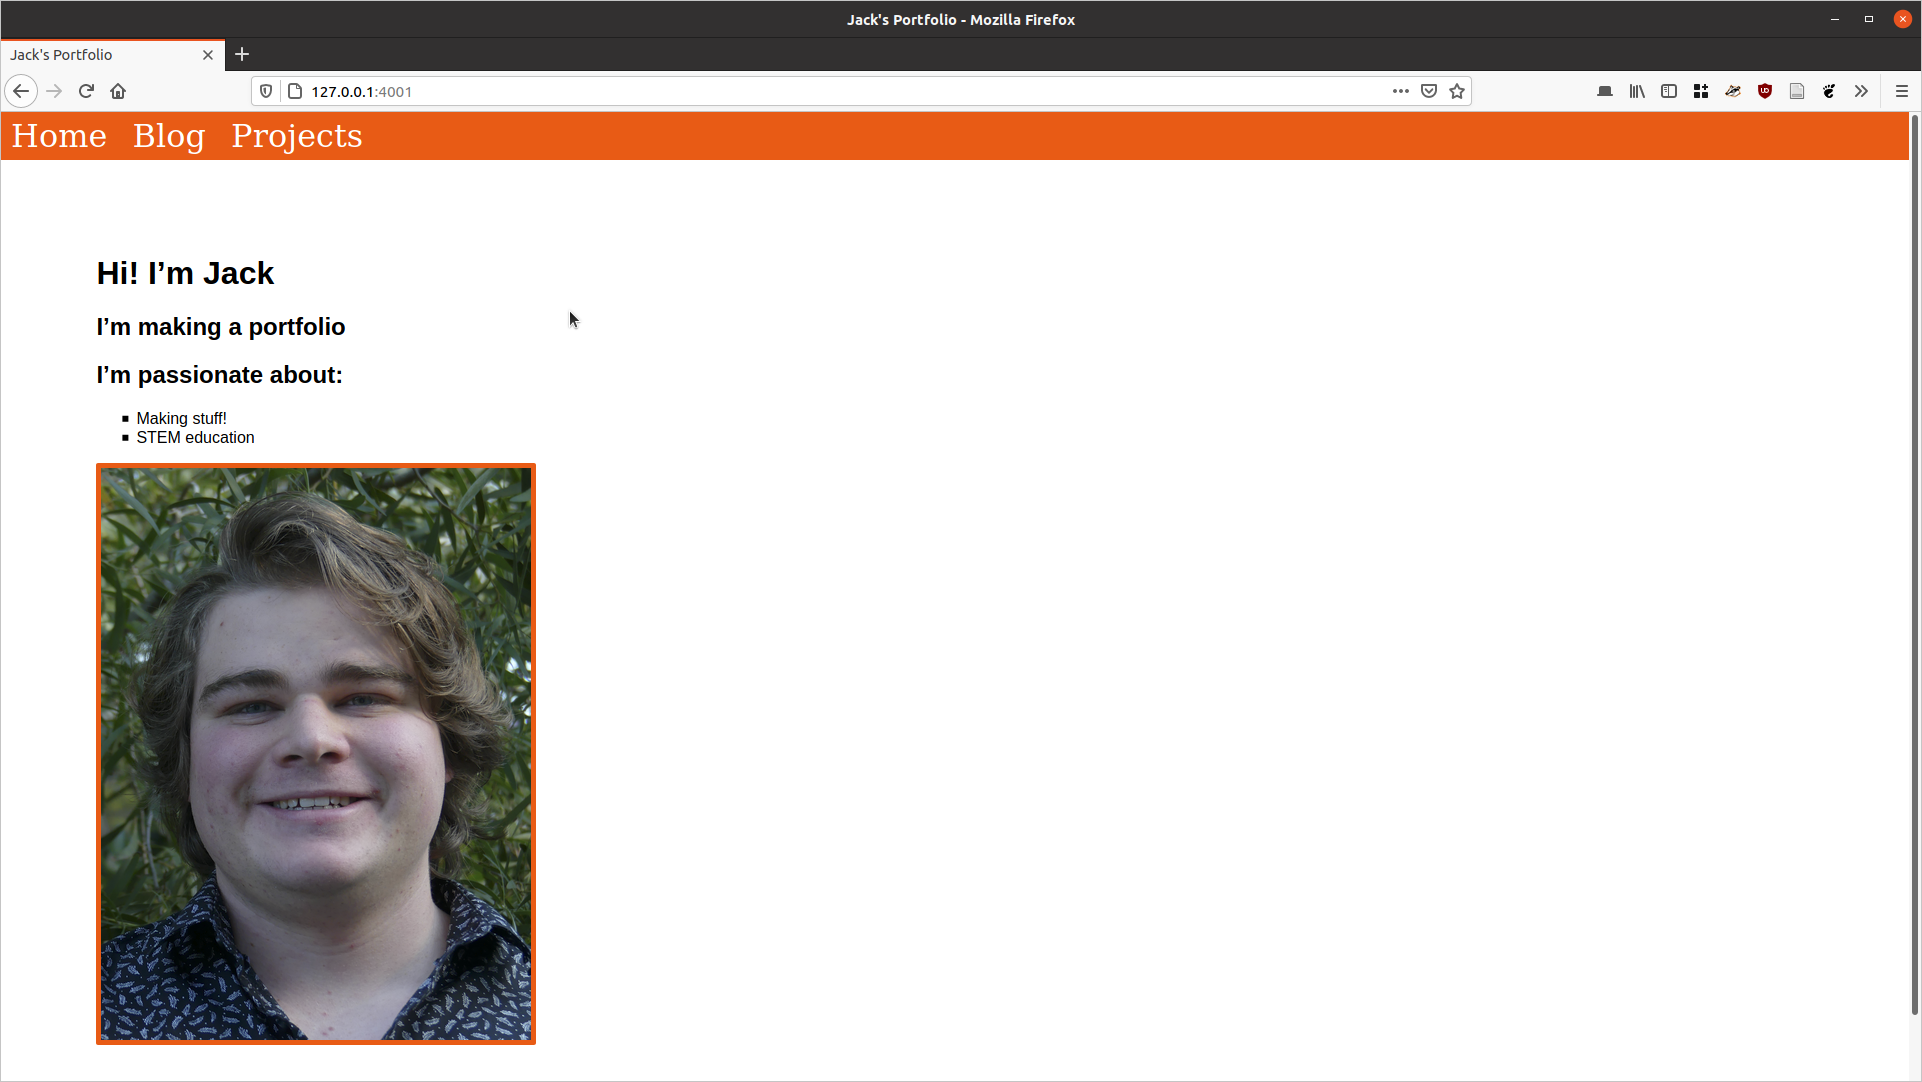 Jack's Portfolio - Mozilla Firefox
Jack's Portfolio
127.0.0.1:4001
Home Blog Projects
Hi! I’m Jack
I’m making a portfolio
I’m passionate about:
Making stuff!
STEM education